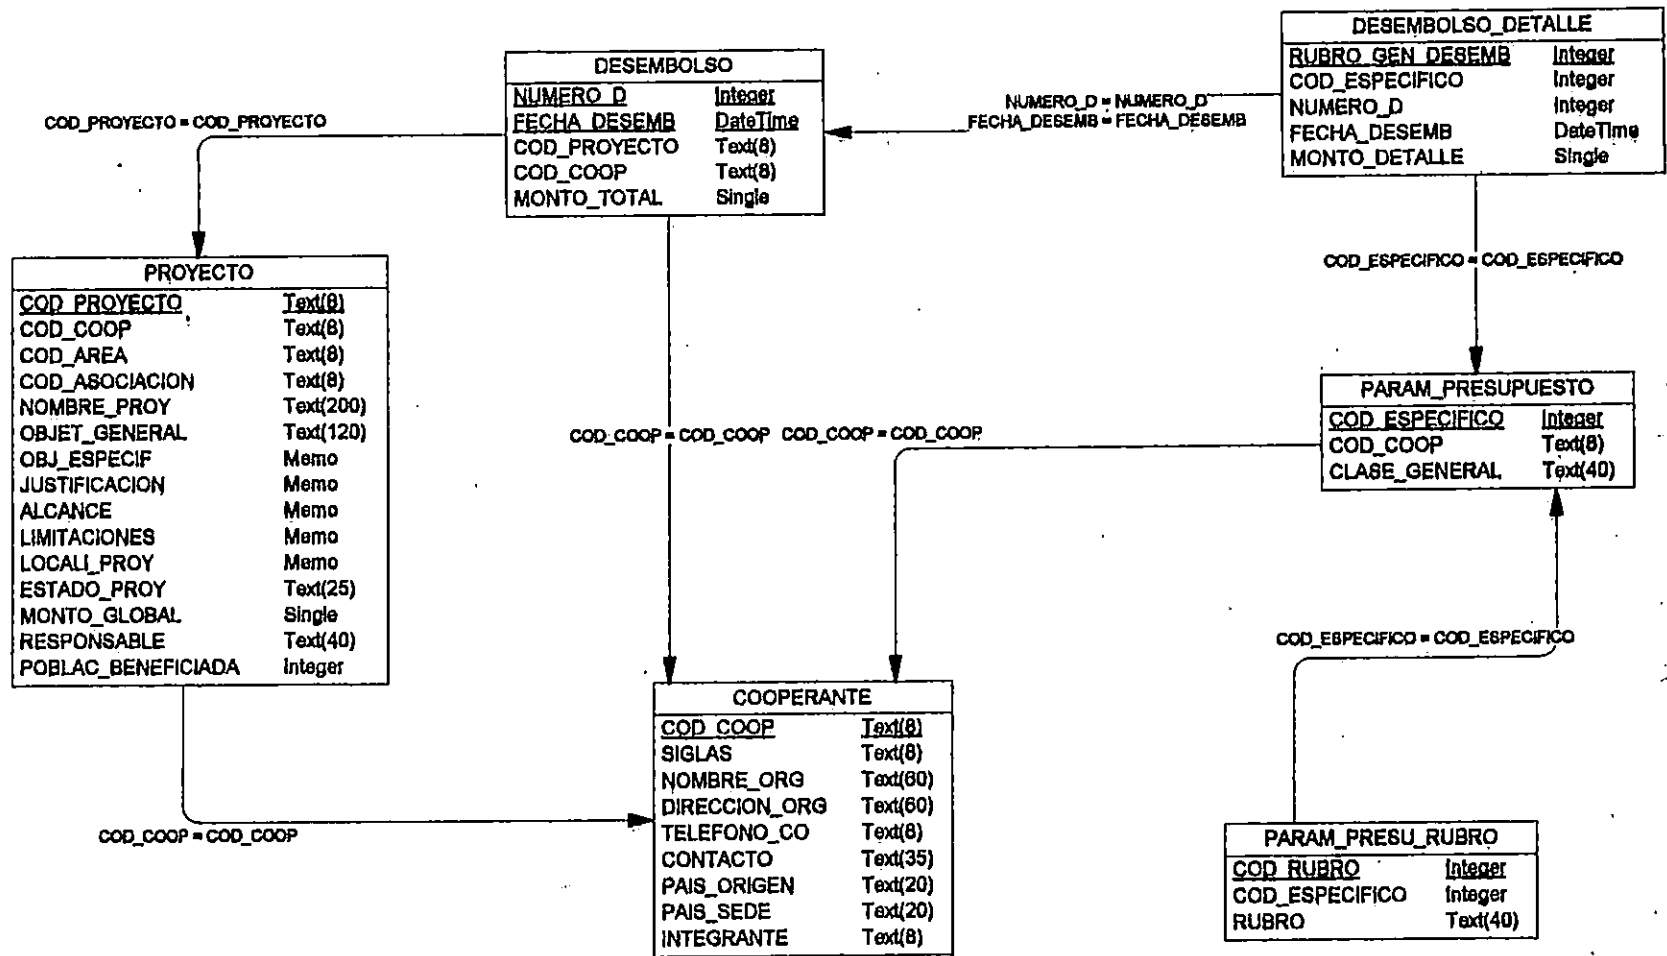 DESEMBOLSO_DETALLE
RUBRO_GEN_DESEMB Integer
COD_ESPECIFICO Integer
NUMERO_D Integer
FECHA_DESEMB DateTime
MONTO_DETALLE Single
DESEMBOLSO
NUMERO_D Integer
FECHA_DESEMB DateTime
COD_PROYECTO Text(8)
COD_COOP Text(8)
MONTO_TOTAL Single
NUMERO_D = NUMERO_D
FECHA_DESEMB = FECHA_DESEMB
COD_PROYECTO = COD_PROYECTO
COD_ESPECIFICO = COD_ESPECIFICO
PROYECTO
COD_PROYECTO Text(8)
COD_COOP Text(8)
COD_AREA Text(8)
COD_ASOCIACION Text(8)
NOMBRE_PROY Text(200)
OBJET_GENERAL Text(120)
OBJ_ESPECIF Memo
JUSTIFICACION Memo
ALCANCE Memo
LIMITACIONES Memo
LOCALI_PROY Memo
ESTADO_PROY Text(25)
MONTO_GLOBAL Single
RESPONSABLE Text(40)
POBLAC_BENEFICIADA Integer
PARAM_PRESUPUESTO
COD_ESPECIFICO Integer
COD_COOP Text(8)
CLASE_GENERAL Text(40)
COD_COOP = COD_COOP COD_COOP = COD_COOP
COD_ESPECIFICO = COD_ESPECIFICO
COOPERANTE
COD_COOP Text(8)
SIGLAS Text(8)
NOMBRE_ORG Text(60)
DIRECCION_ORG Text(60)
TELEFONO_CO Text(8)
CONTACTO Text(35)
PAIS_ORIGEN Text(20)
PAIS_SEDE Text(20)
INTEGRANTE Text(8)
COD_COOP = COD_COOP
PARAM_PRESU_RUBRO
COD_RUBRO Integer
COD_ESPECIFICO Integer
RUBRO Text(40)